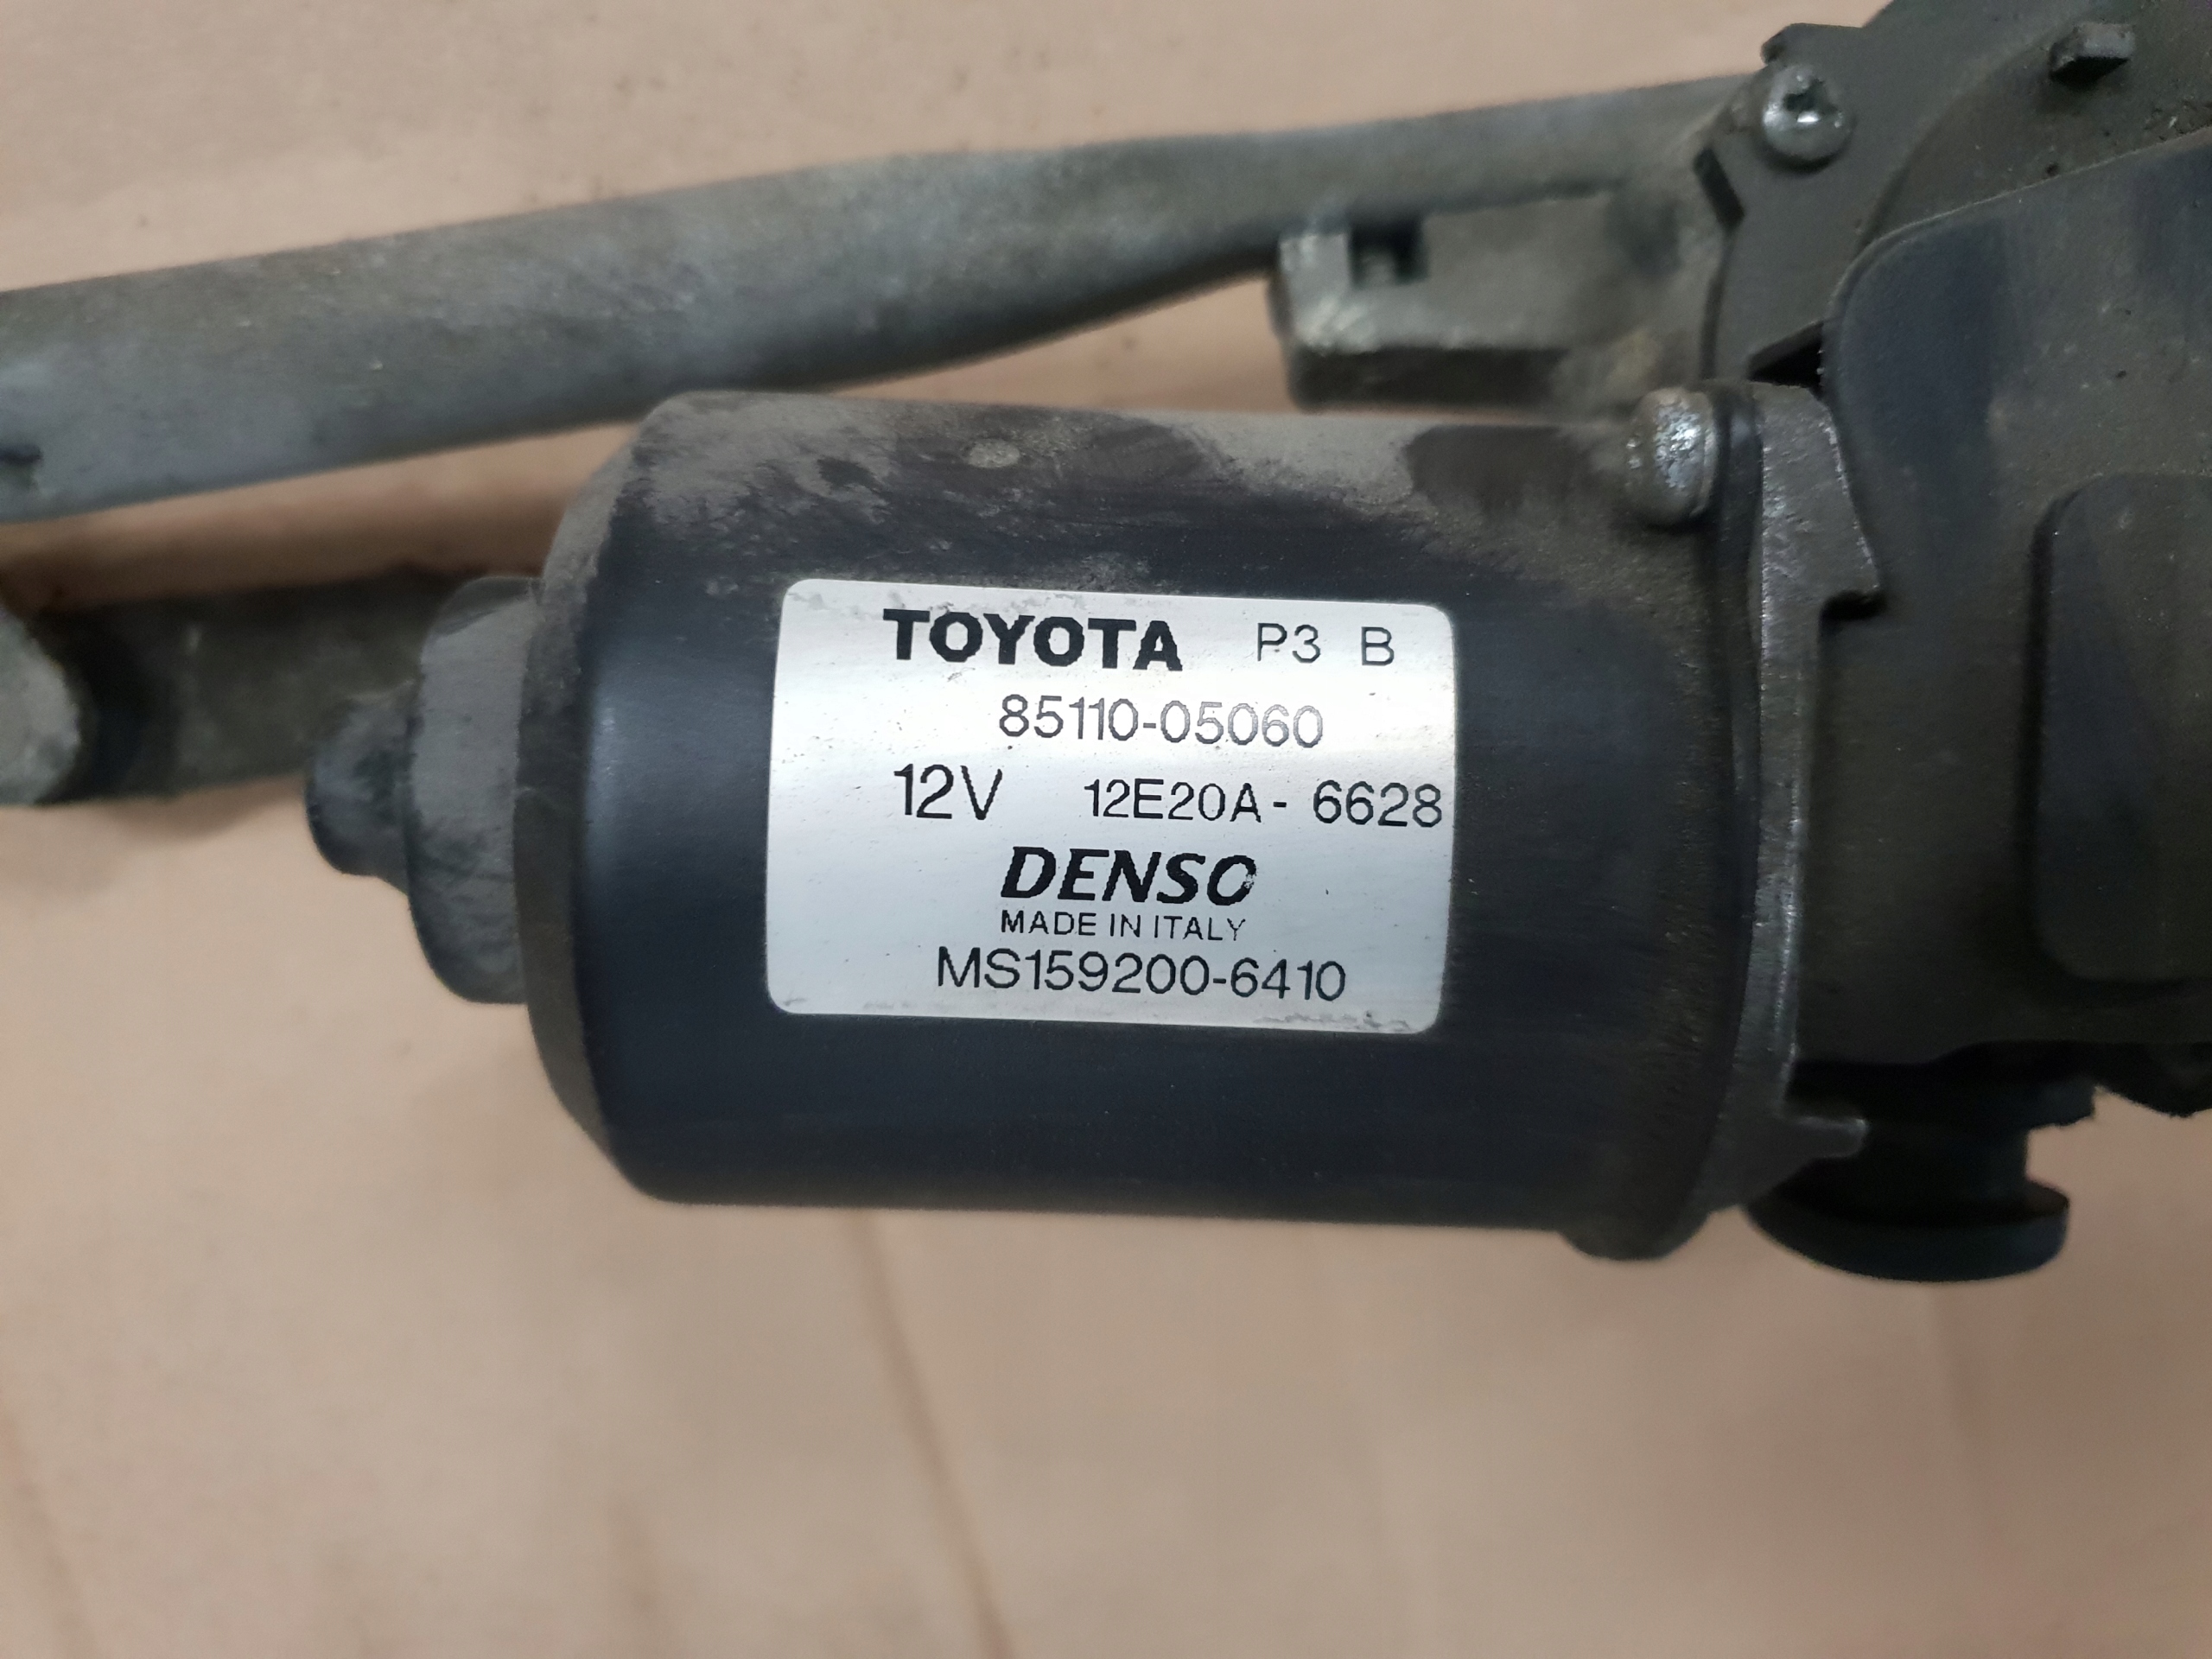 TOYOTA P3 B
85110-05060
12V 12E20A- 6628
DENSO
MADE IN ITALY
MS159200-6410